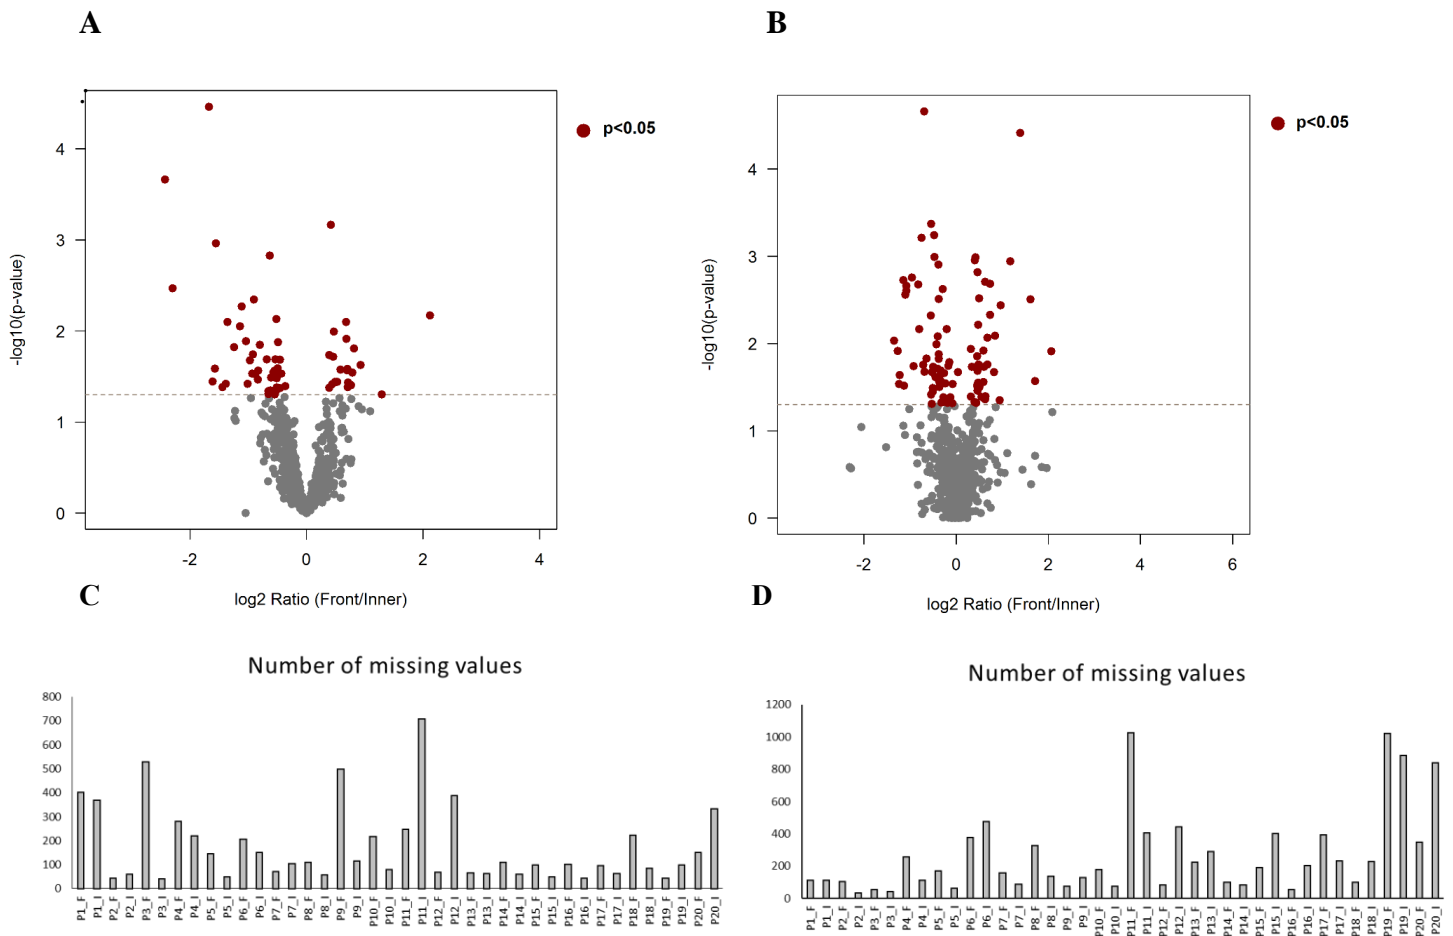 A
B
p<0.05
p<0.05
4
3
2
1
0
-log10(p-value)
-2
0
2
4
log2 Ratio (Front/Inner)
4
3
2
1
0
-log10(p-value)
-2
0
2
4
6
log2 Ratio (Front/Inner)
C
D
Number of missing values
800
700
600
500
400
300
200
100
0
P1_F
P1_I
P2_F
P2_I
P3_F
P3_I
P4_F
P4_I
P5_F
P5_I
P6_F
P6_I
P7_F
P7_I
P8_F
P8_I
P9_F
P9_I
P10_F
P10_I
P11_F
P11_I
P12_F
P12_I
P13_F
P13_I
P14_F
P14_I
P15_F
P15_I
P16_F
P16_I
P17_F
P17_I
P18_F
P18_I
P19_F
P19_I
P20_F
P20_I
Number of missing values
1200
1000
800
600
400
200
0
P1_F
P1_I
P2_F
P2_I
P3_F
P3_I
P4_F
P4_I
P5_F
P5_I
P6_F
P6_I
P7_F
P7_I
P8_F
P8_I
P9_F
P9_I
P10_F
P10_I
P11_F
P11_I
P12_F
P12_I
P13_F
P13_I
P14_F
P14_I
P15_F
P15_I
P16_F
P16_I
P17_F
P17_I
P18_F
P18_I
P19_F
P19_I
P20_F
P20_I